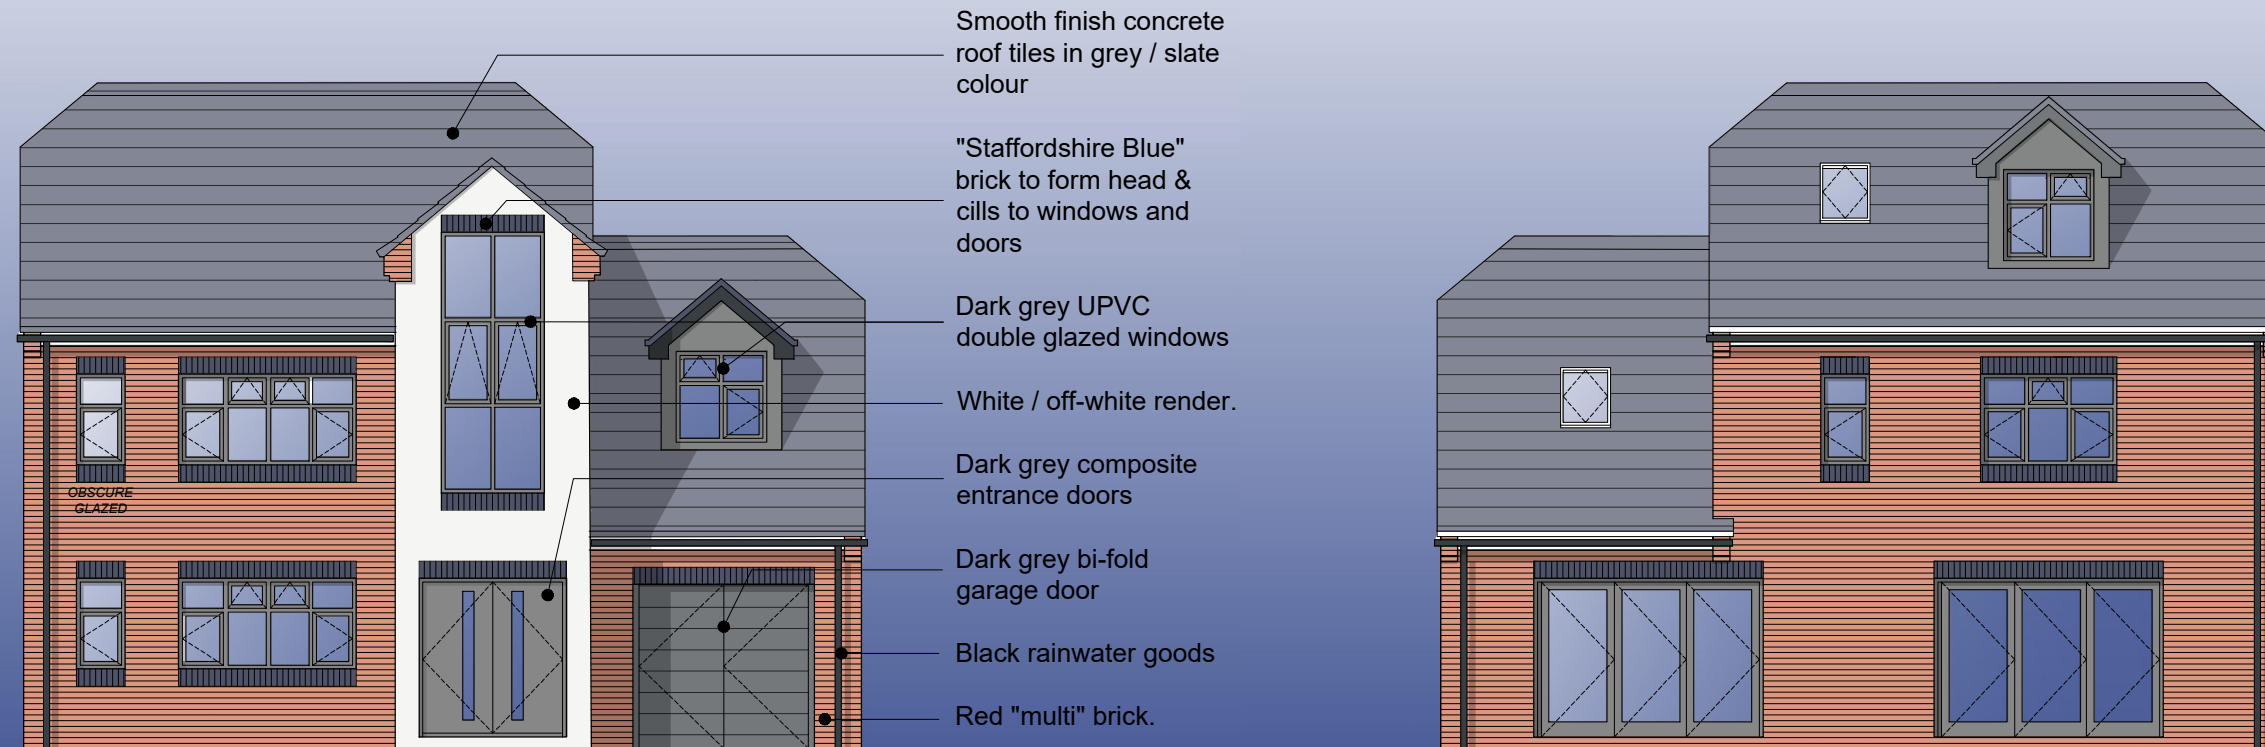 Smooth finish concrete
roof tiles in grey / slate
colour
"Staffordshire Blue"
brick to form head &
cills to windows and
doors
Dark grey UPVC
double glazed windows
White / off-white render.
Dark grey composite
entrance doors
Dark grey bi-fold
garage door
Black rainwater goods
Red "multi" brick.
OBSCURE
GLAZED